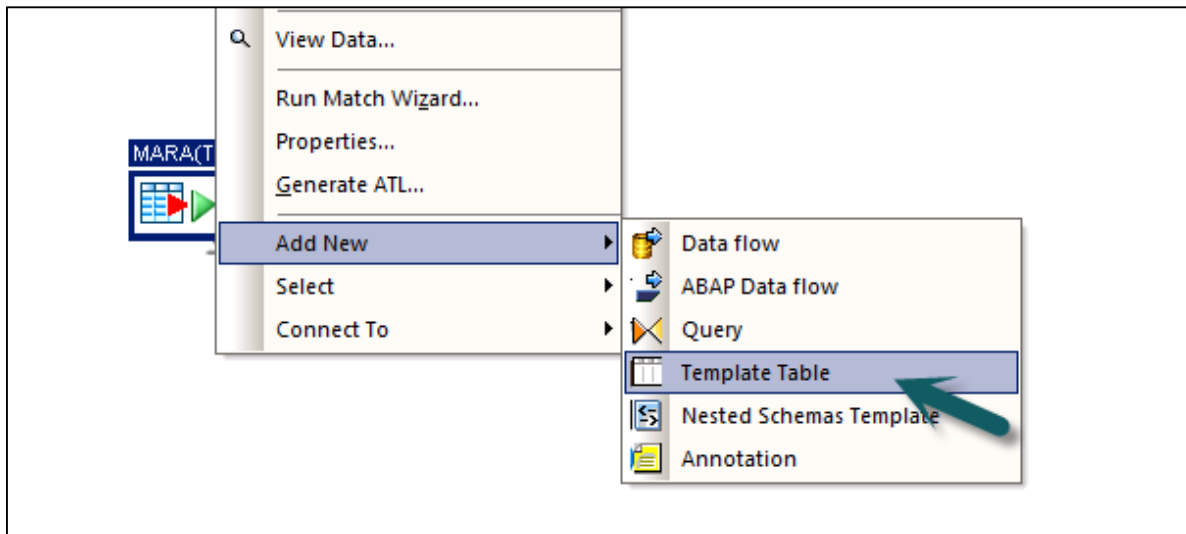 View Data...
Run Match Wizard...
Properties...
Generate ATL...
MARA(T
Add New
Select
Connect To
Data flow
ABAP Data flow
Query
Template Table
Nested Schemas Template
Annotation